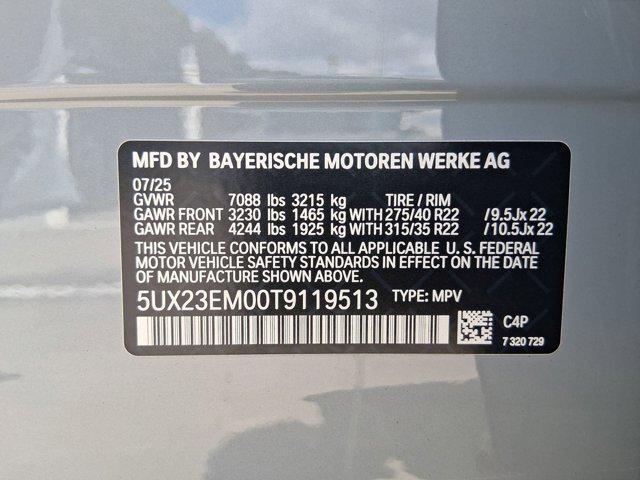 MFD BY BAYERISCHE MOTOREN WERKE AG
07/25
GVWR 7088 lbs 3215 kg TIRE / RIM
GAWR FRONT 3230 lbs 1465 kg WITH 275/40 R22 /9.5Jx 22
GAWR REAR 4244 lbs 1925 kg WITH 315/35 R22 /10.5Jx 22
THIS VEHICLE CONFORMS TO ALL APPLICABLE U. S. FEDERAL
MOTOR VEHICLE SAFETY STANDARDS IN EFFECT ON THE DATE
OF MANUFACTURE SHOWN ABOVE.
5UX23EM00T9119513 TYPE: MPV
C4P
7 320 729